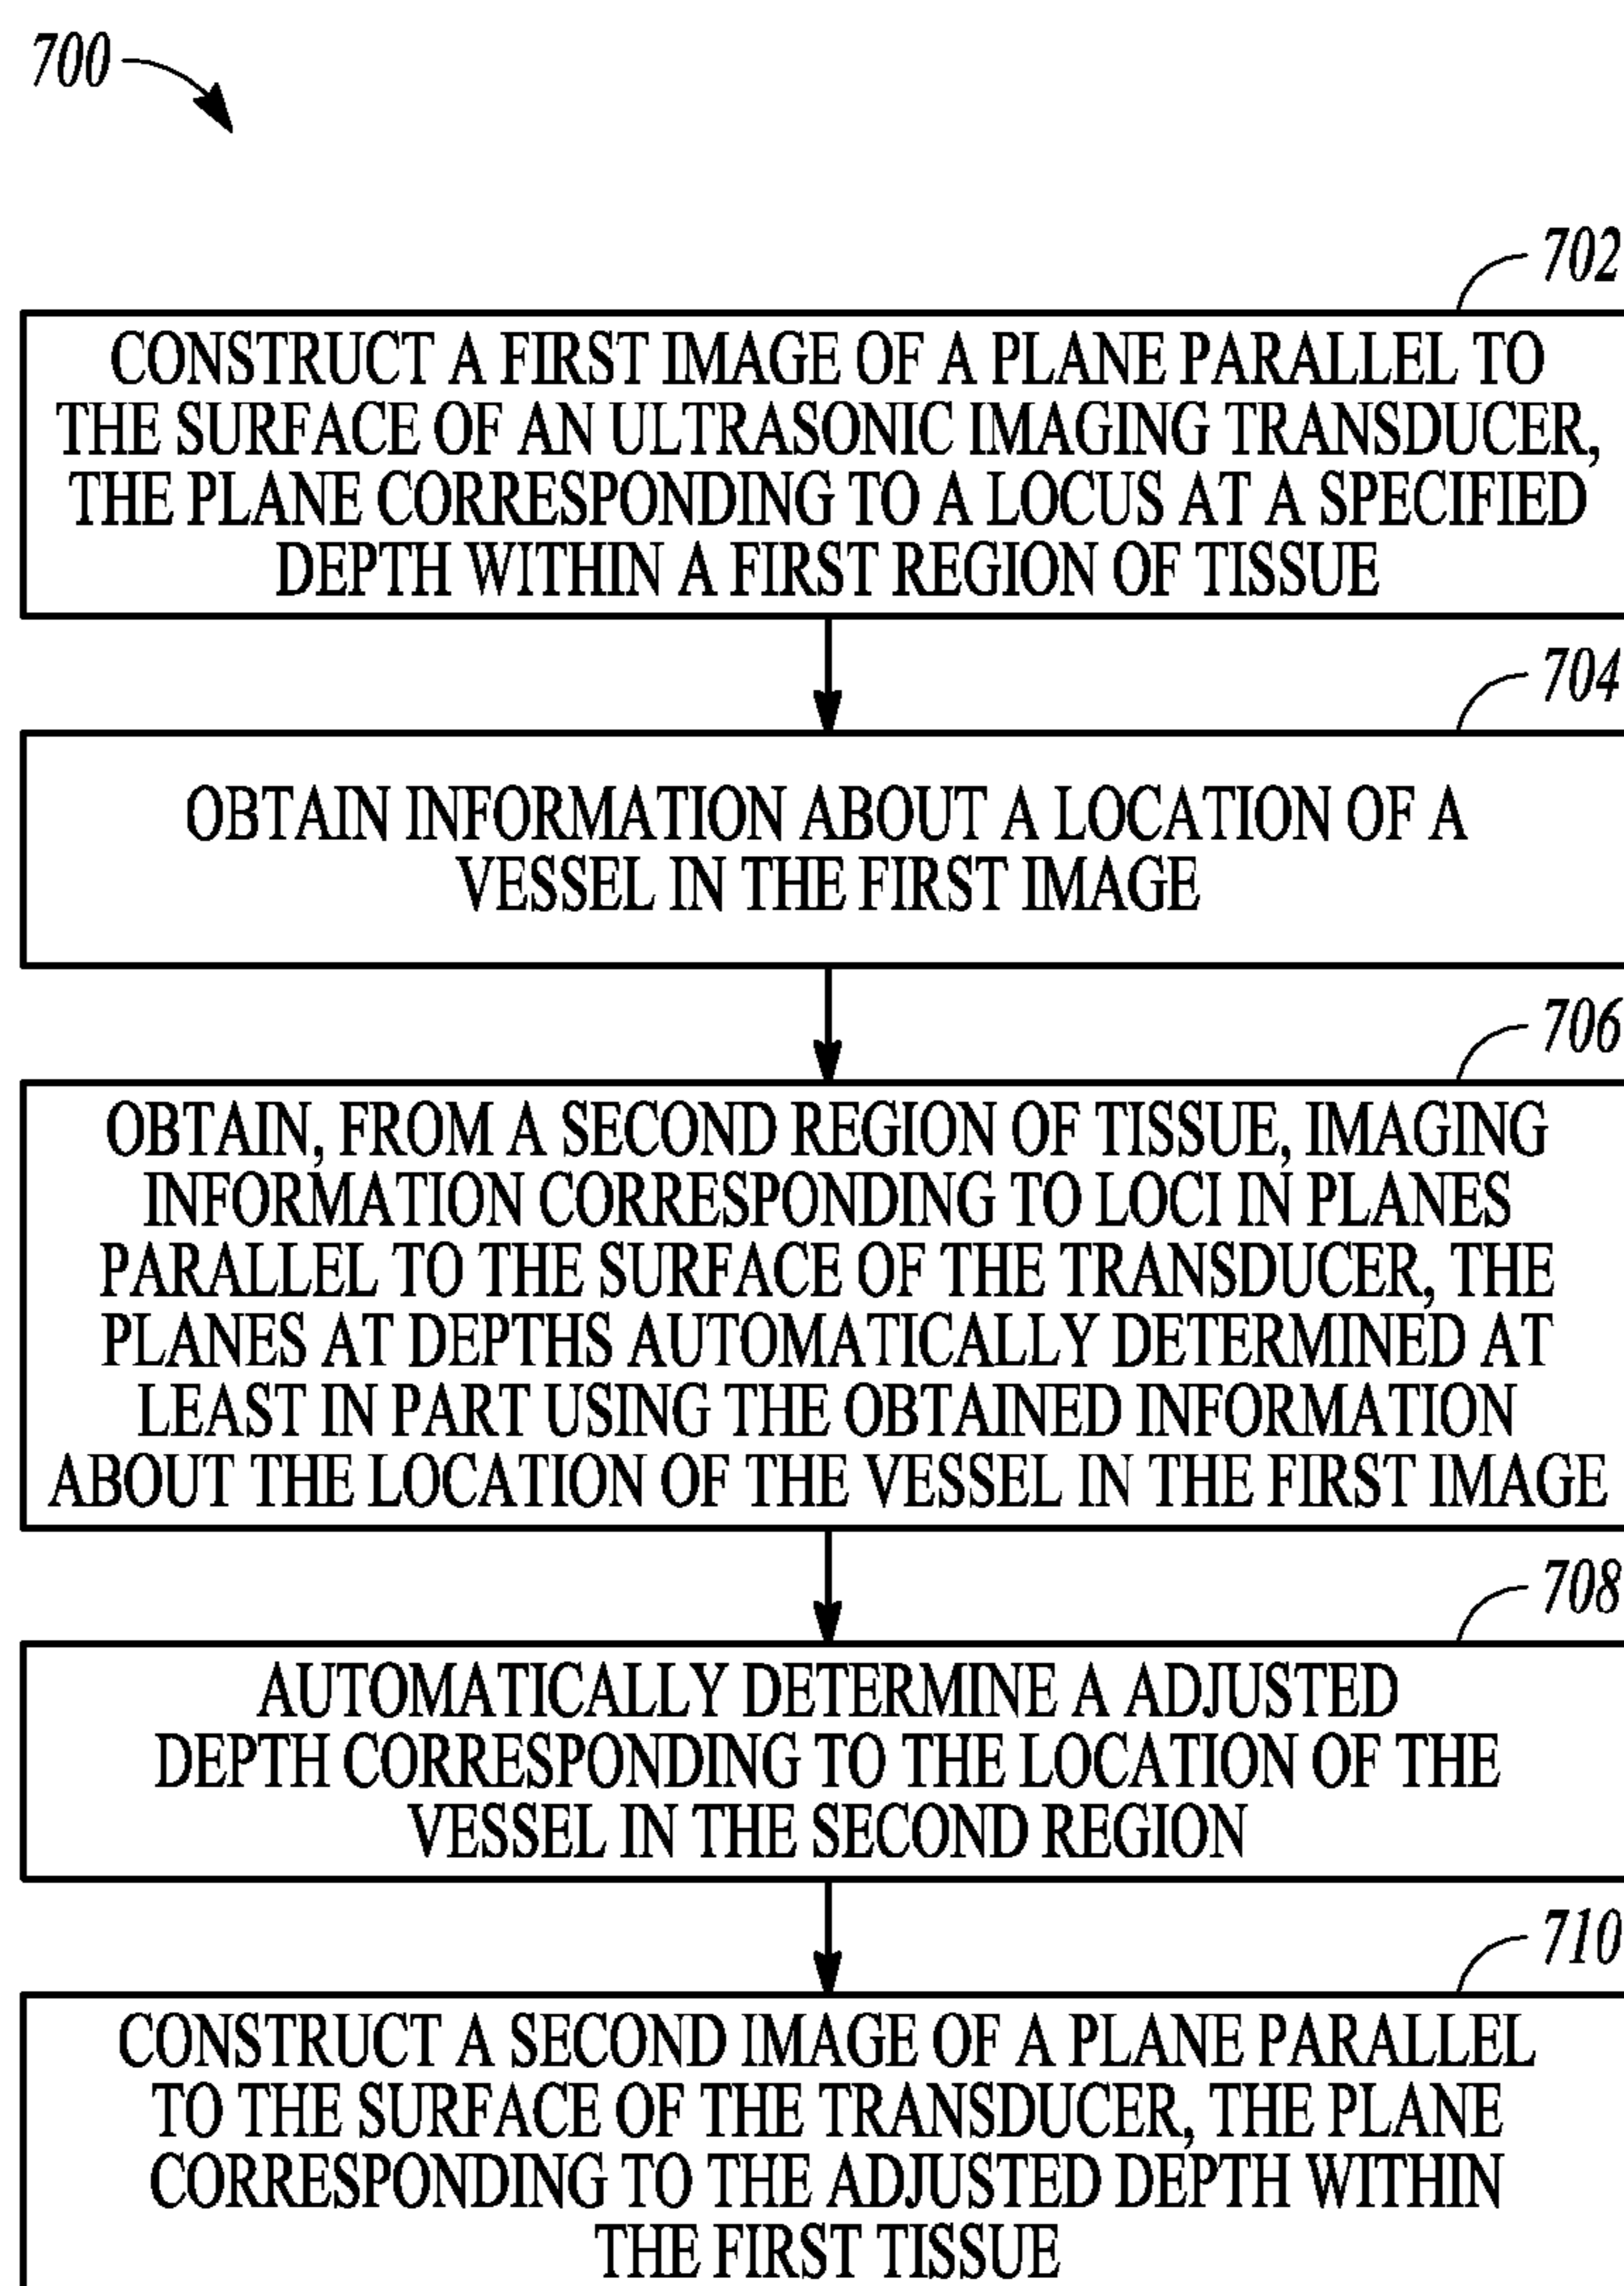 700
702
CONSTRUCT A FIRST IMAGE OF A PLANE PARALLEL TO
THE SURFACE OF AN ULTRASONIC IMAGING TRANSDUCER,
THE PLANE CORRESPONDING TO A LOCUS AT A SPECIFIED
DEPTH WITHIN A FIRST REGION OF TISSUE
704
OBTAIN INFORMATION ABOUT A LOCATION OF A
VESSEL IN THE FIRST IMAGE
706
OBTAIN, FROM A SECOND REGION OF TISSUE, IMAGING
INFORMATION CORRESPONDING TO LOCI IN PLANES
PARALLEL TO THE SURFACE OF THE TRANSDUCER, THE
PLANES AT DEPTHS AUTOMATICALLY DETERMINED AT
LEAST IN PART USING THE OBTAINED INFORMATION
ABOUT THE LOCATION OF THE VESSEL IN THE FIRST IMAGE
708
AUTOMATICALLY DETERMINE A ADJUSTED
DEPTH CORRESPONDING TO THE LOCATION OF THE
VESSEL IN THE SECOND REGION
710
CONSTRUCT A SECOND IMAGE OF A PLANE PARALLEL
TO THE SURFACE OF THE TRANSDUCER, THE PLANE
CORRESPONDING TO THE ADJUSTED DEPTH WITHIN
THE FIRST TISSUE